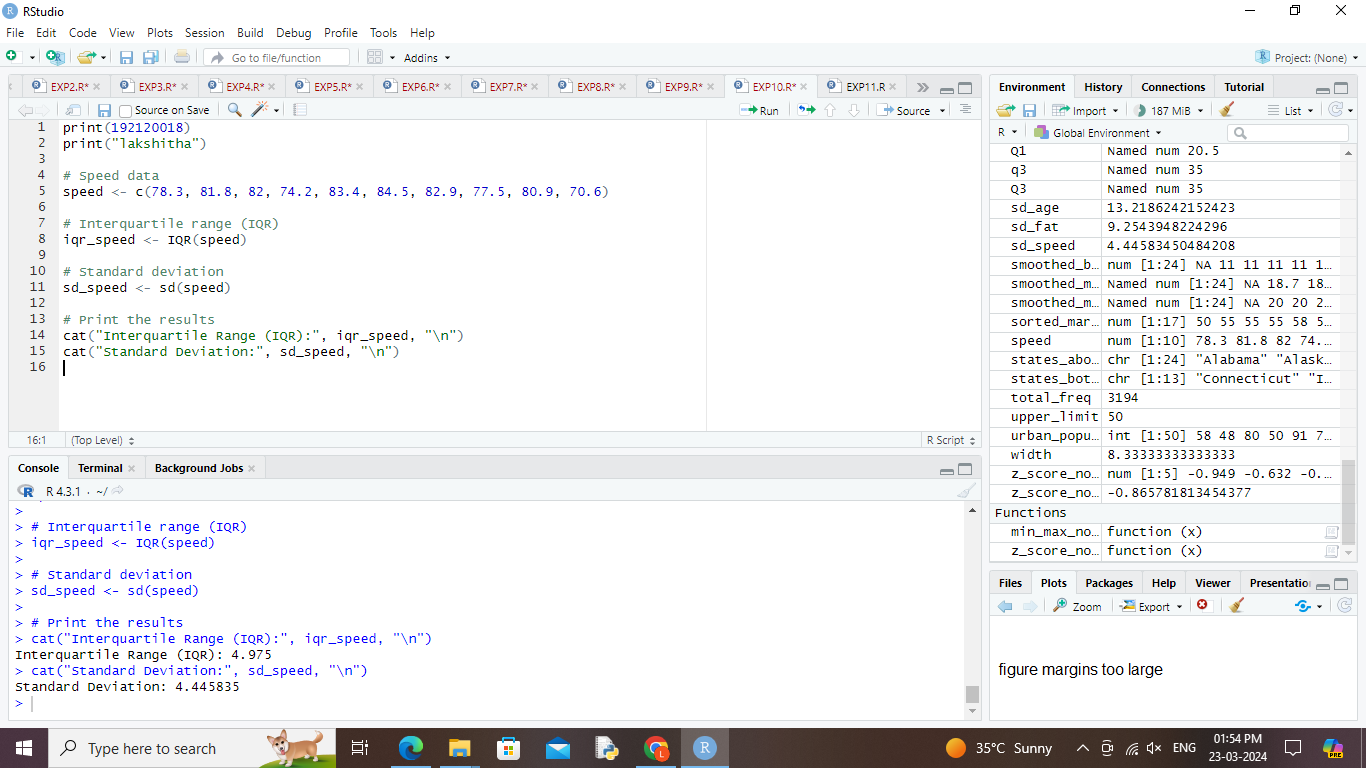 RStudio
File Edit Code View Plots Session Build Debug Profile Tools Help
Go to file/function Addins Project: (None)
EXP2.R* EXP3.R* EXP4.R* EXP5.R* EXP6.R* EXP7.R* EXP8.R* EXP9.R* EXP10.R* EXP11.R
Source on Save Run Source
1 print(192120018)
2 print("lakshitha")
3
4 # Speed data
5 speed <- c(78.3, 81.8, 82, 74.2, 83.4, 84.5, 82.9, 77.5, 80.9, 70.6)
6
7 # Interquartile range (IQR)
8 iqr_speed <- IQR(speed)
9
10 # Standard deviation
11 sd_speed <- sd(speed)
12
13 # Print the results
14 cat("Interquartile Range (IQR):", iqr_speed, "\n")
15 cat("Standard Deviation:", sd_speed, "\n")
16
16:1 (Top Level) R Script
Console Terminal Background Jobs
R 4.3.1 · ~/
>
> # Interquartile range (IQR)
> iqr_speed <- IQR(speed)
>
> # Standard deviation
> sd_speed <- sd(speed)
>
> # Print the results
> cat("Interquartile Range (IQR):", iqr_speed, "\n")
Interquartile Range (IQR): 4.975
> cat("Standard Deviation:", sd_speed, "\n")
Standard Deviation: 4.445835
>
Environment History Connections Tutorial
Import 187 MiB List
R Global Environment
Q1 Named num 20.5
q3 Named num 35
Q3 Named num 35
sd_age 13.2186242152423
sd_fat 9.2543948224296
sd_speed 4.44583450484208
smoothed_b… num [1:24] NA 11 11 11 11 1…
smoothed_m… Named num [1:24] NA 18.7 18…
smoothed_m… Named num [1:24] NA 20 20 2…
sorted_mar… num [1:17] 50 55 55 55 58 5…
speed num [1:10] 78.3 81.8 82 74.…
states_abo… chr [1:24] "Alabama" "Alask…
states_bot… chr [1:13] "Connecticut" "I…
total_freq 3194
upper_limit 50
urban_popu… int [1:50] 58 48 80 50 91 7…
width 8.33333333333333
z_score_no… num [1:5] -0.949 -0.632 -0.…
z_score_no… -0.865781813454377
Functions
min_max_no… function (x)
z_score_no… function (x)
Files Plots Packages Help Viewer Presentatio
Zoom Export
figure margins too large
Type here to search
35°C Sunny
ENG
01:54 PM
23-03-2024